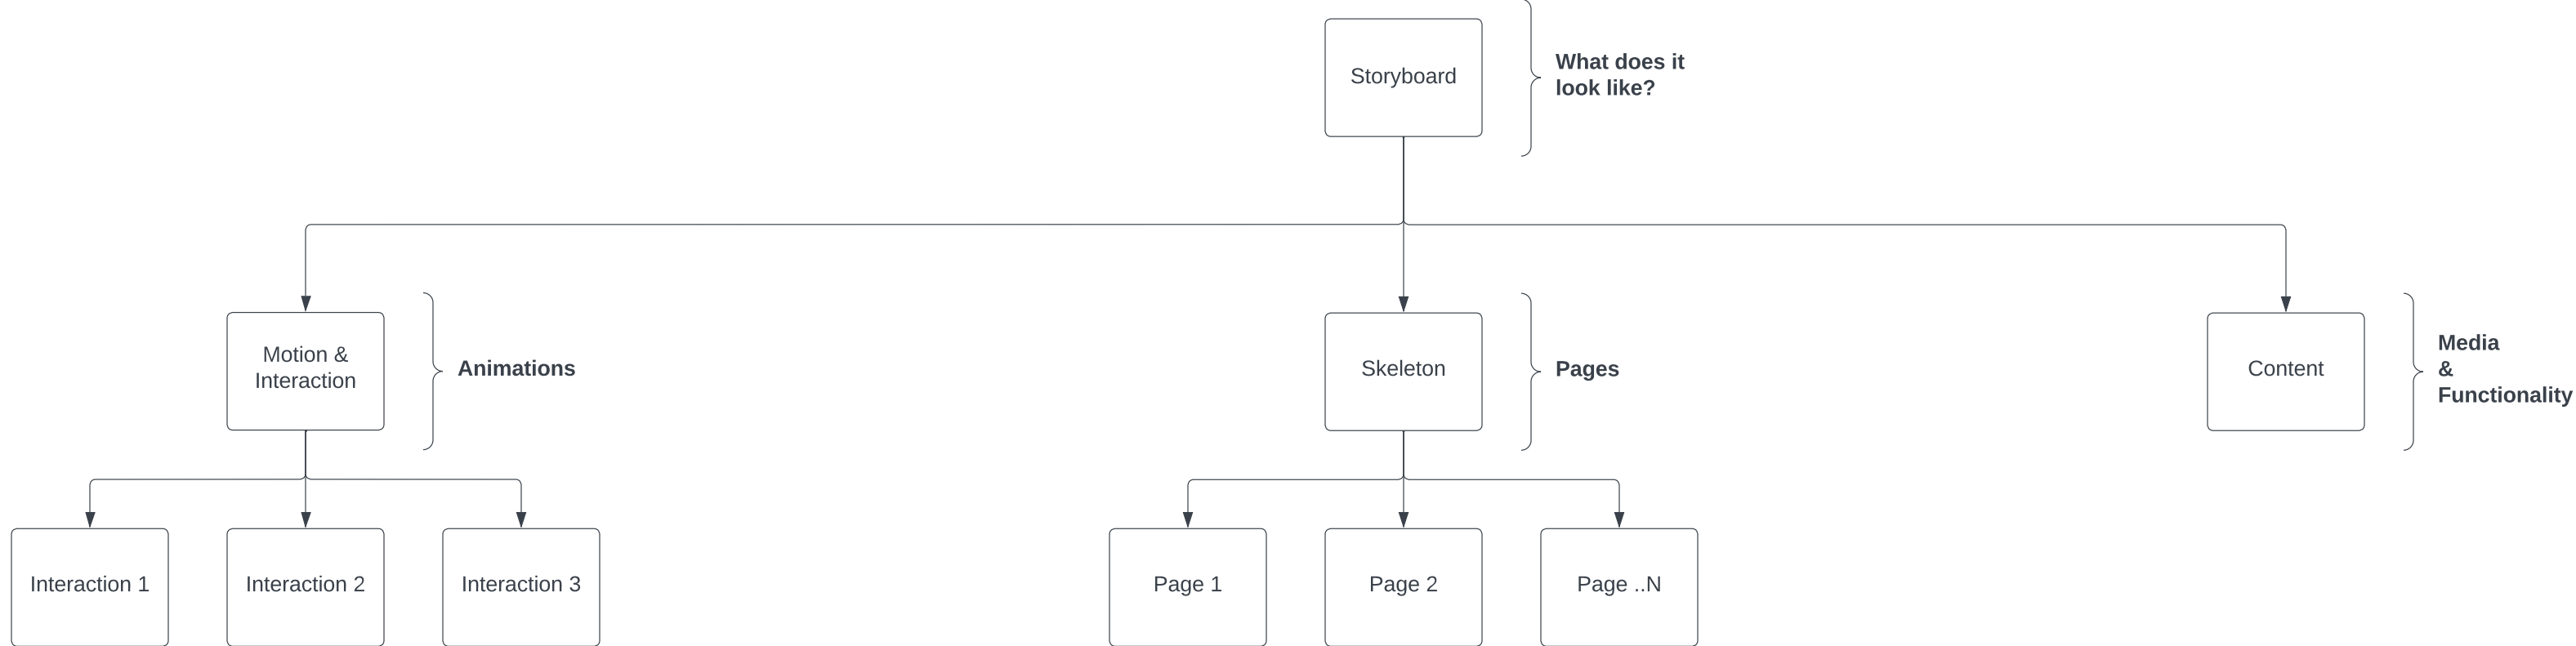 Storyboard
What does it
look like?
Motion &
Interaction
Animations
Skeleton
Pages
Content
Media
&
Functionality
Interaction 1
Interaction 2
Interaction 3
Page 1
Page 2
Page ..N